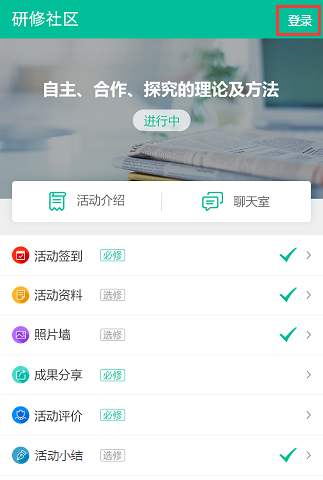 研修社区 登录
自主、合作、探究的理论及方法
进行中
活动介绍 聊天室
活动签到 必修
活动资料 选修
照片墙 选修
成果分享 必修
活动评价 必修
活动小结 选修